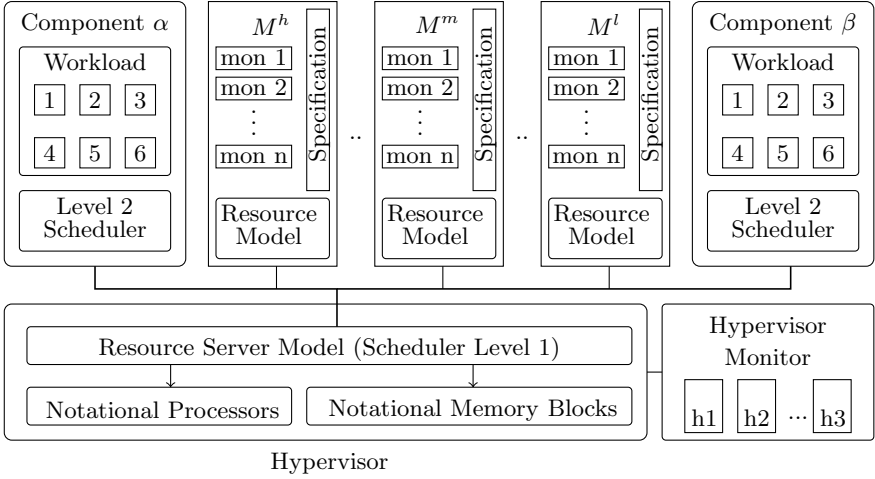 Component α
Workload
1 2 3
4 5 6
Level 2
Scheduler
M^h
mon 1
mon 2
⋮
mon n
Specification
Resource
Model
..
M^m
mon 1
mon 2
⋮
mon n
Specification
Resource
Model
..
M^l
mon 1
mon 2
⋮
mon n
Specification
Resource
Model
Component β
Workload
1 2 3
4 5 6
Level 2
Scheduler
Resource Server Model (Scheduler Level 1)
Notational Processors
Notational Memory Blocks
Hypervisor
Hypervisor
Monitor
h1 h2 ... h3